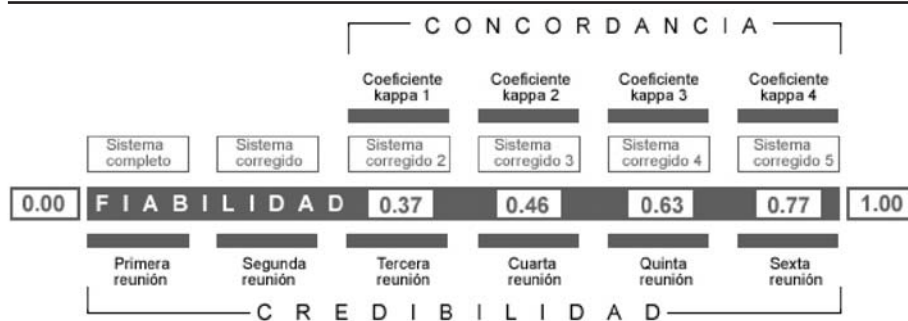 CONCORDANCIA
Coeficiente kappa 1
Coeficiente kappa 2
Coeficiente kappa 3
Coeficiente kappa 4
Sistema completo
Sistema corregido
Sistema corregido 2
Sistema corregido 3
Sistema corregido 4
Sistema corregido 5
0.00 FIABILIDAD 0.37 0.46 0.63 0.77 1.00
Primera reunión
Segunda reunión
Tercera reunión
Cuarta reunión
Quinta reunión
Sexta reunión
CREDIBILIDAD